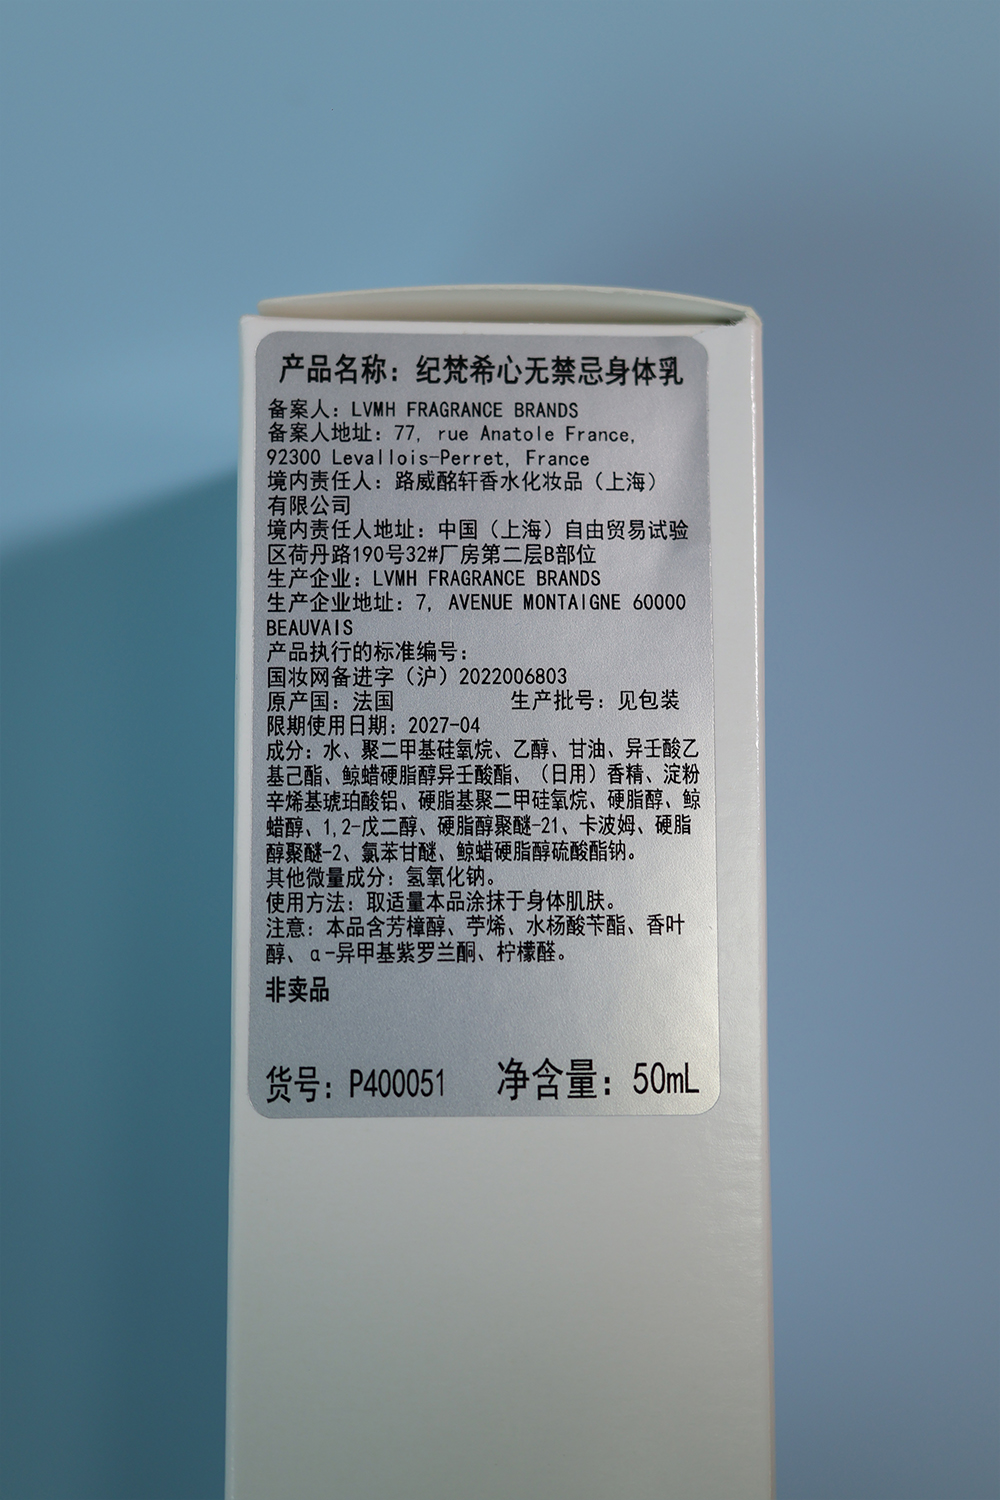 产品名称：纪梵希心无禁忌身体乳
备案人：LVMH FRAGRANCE BRANDS
备案人地址：77, rue Anatole France,
92300 Levallois-Perret, France
境内责任人：路威酩轩香水化妆品（上海）
有限公司
境内责任人地址：中国（上海）自由贸易试验
区荷丹路190号32#厂房第二层B部位
生产企业：LVMH FRAGRANCE BRANDS
生产企业地址：7, AVENUE MONTAIGNE 60000
BEAUVAIS
产品执行的标准编号：
国妆网备进字（沪）2022006803
原产国：法国 生产批号：见包装
限期使用日期：2027-04
成分：水、聚二甲基硅氧烷、乙醇、甘油、异壬酸乙
基己酯、鲸蜡硬脂醇异壬酸酯、（日用）香精、淀粉
辛烯基琥珀酸铝、硬脂基聚二甲硅氧烷、硬脂醇、鲸
蜡醇、1,2-戊二醇、硬脂醇聚醚-21、卡波姆、硬脂
醇聚醚-2、氯苯甘醚、鲸蜡硬脂醇硫酸酯钠。
其他微量成分：氢氧化钠。
使用方法：取适量本品涂抹于身体肌肤。
注意：本品含芳樟醇、苧烯、水杨酸苄酯、香叶
醇、α-异甲基紫罗兰酮、柠檬醛。
非卖品
货号：P400051 净含量：50mL